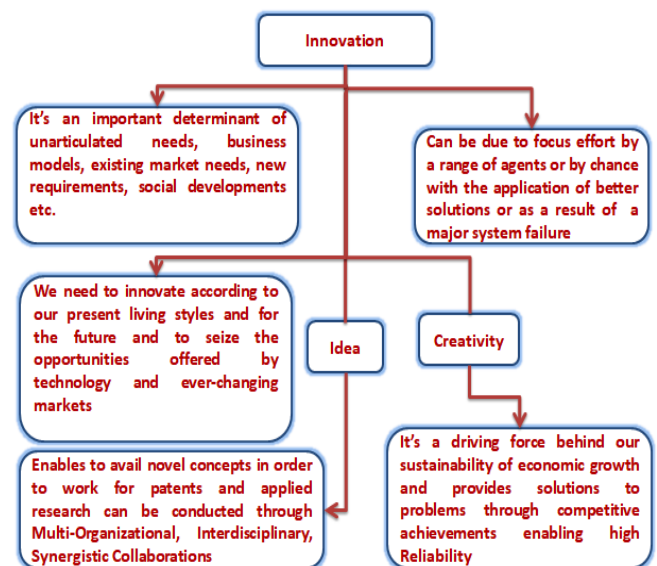 Innovation
It's an important determinant of
unarticulated needs, business
models, existing market needs, new
requirements, social developments
etc.
Can be due to focus effort by
a range of agents or by chance
with the application of better
solutions or as a result of a
major system failure
We need to innovate according to
our present living styles and for
the future and to seize the
opportunities offered by
technology and ever-changing
markets
Idea
Creativity
Enables to avail novel concepts in order
to work for patents and applied
research can be conducted through
Multi-Organizational, Interdisciplinary,
Synergistic Collaborations
It's a driving force behind our
sustainability of economic growth
and provides solutions to
problems through competitive
achievements enabling high
Reliability